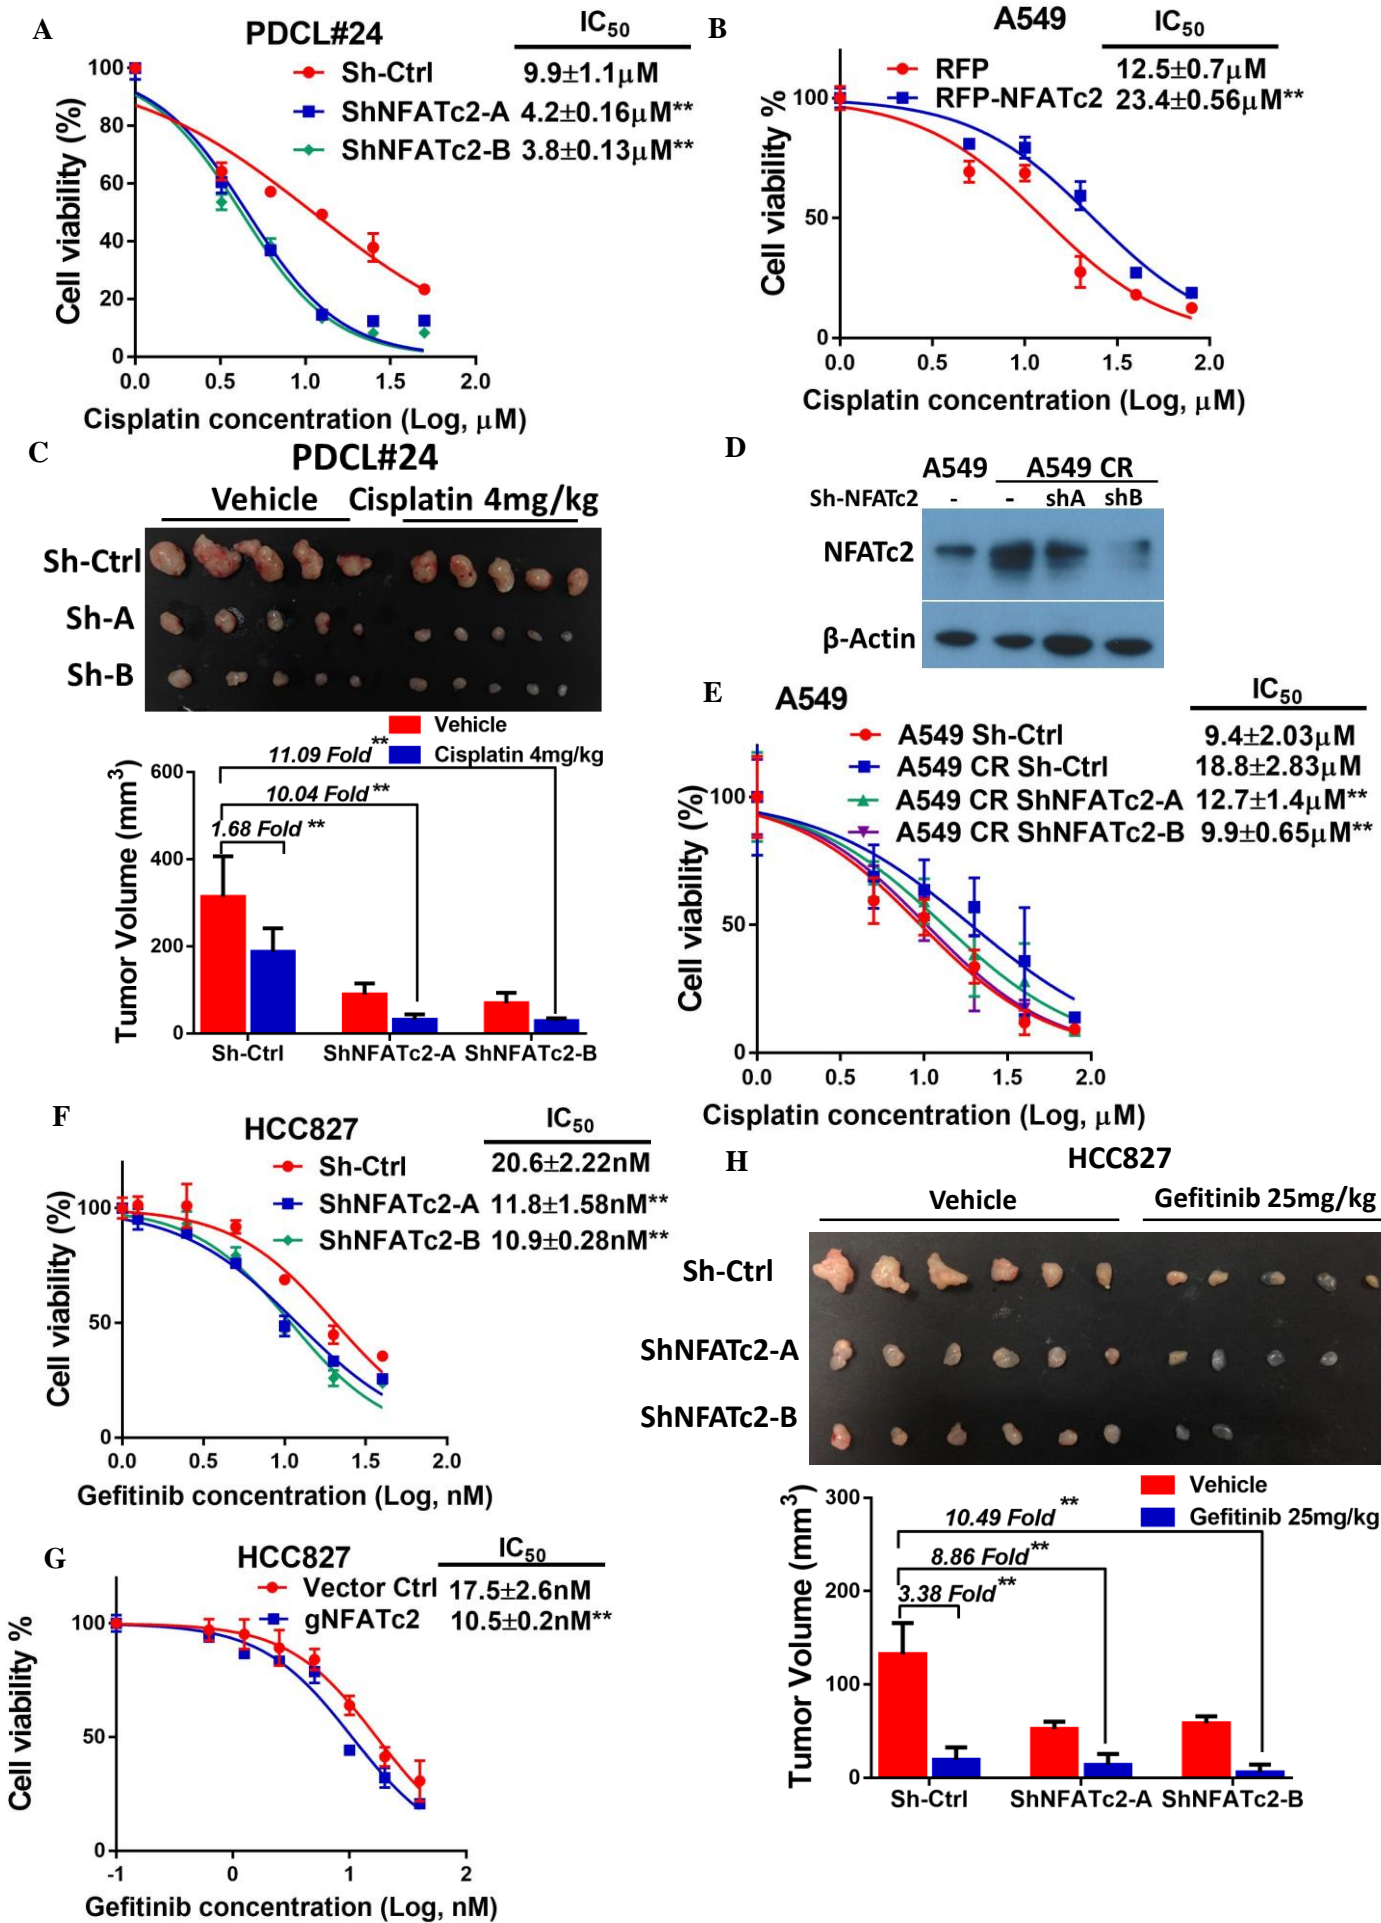 A
PDCL#24
IC50
Sh-Ctrl 9.9±1.1μM
ShNFATc2-A 4.2±0.16μM**
ShNFATc2-B 3.8±0.13μM**
Cell viability (%)
100
80
60
40
20
0
0.0 0.5 1.0 1.5 2.0
Cisplatin concentration (Log, μM)
B
A549
IC50
RFP 12.5±0.7μM
RFP-NFATc2 23.4±0.56μM**
Cell viability %
100
50
0
0.0 0.5 1.0 1.5 2.0
Cisplatin concentration (Log, μM)
C
PDCL#24
Vehicle Cisplatin 4mg/kg
Sh-Ctrl
Sh-A
Sh-B
Vehicle
Cisplatin 4mg/kg
11.09 Fold **
10.04 Fold **
1.68 Fold **
Tumor Volume (mm3)
600
400
200
0
Sh-Ctrl ShNFATc2-A ShNFATc2-B
D
A549 A549 CR
Sh-NFATc2 - - shA shB
NFATc2
β-Actin
E
A549
IC50
A549 Sh-Ctrl 9.4±2.03μM
A549 CR Sh-Ctrl 18.8±2.83μM
A549 CR ShNFATc2-A 12.7±1.4μM**
A549 CR ShNFATc2-B 9.9±0.65μM**
Cell viability (%)
100
50
0
0.0 0.5 1.0 1.5 2.0
Cisplatin concentration (Log, μM)
F
HCC827
IC50
Sh-Ctrl 20.6±2.22nM
ShNFATc2-A 11.8±1.58nM**
ShNFATc2-B 10.9±0.28nM**
Cell viability (%)
100
50
0
0.0 0.5 1.0 1.5 2.0
Gefitinib concentration (Log, nM)
G
HCC827
IC50
Vector Ctrl 17.5±2.6nM
gNFATc2 10.5±0.2nM**
Cell viability %
100
50
0
-1 0 1 2
Gefitinib concentration (Log, nM)
H
HCC827
Vehicle Gefitinib 25mg/kg
Sh-Ctrl
ShNFATc2-A
ShNFATc2-B
Vehicle
Gefitinib 25mg/kg
10.49 Fold **
8.86 Fold**
3.38 Fold**
Tumor Volume (mm3)
300
200
100
0
Sh-Ctrl ShNFATc2-A ShNFATc2-B